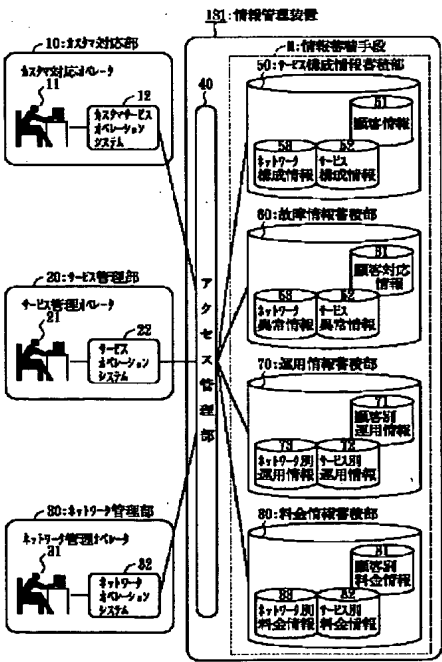 131:情報管理装置
10:カスタマ対応部
カスタマ対応オペレータ
11
12
カスタマサービス
オペレーション
システム
20:サービス管理部
サービス管理オペレータ
21
22
サービス
オペレーション
システム
30:ネットワーク管理部
ネットワーク管理オペレータ
31
32
ネットワーク
オペレーション
システム
40
アクセス管理部
M:情報蓄積手段
50:サービス構成情報蓄積部
51
顧客情報
53
ネットワーク
構成情報
52
サービス
構成情報
60:故障情報蓄積部
61
顧客対応
情報
63
ネットワーク
異常情報
62
サービス
異常情報
70:運用情報蓄積部
71
顧客別
運用情報
73
ネットワーク別
運用情報
72
サービス別
運用情報
80:料金情報蓄積部
81
顧客別
料金情報
83
ネットワーク別
料金情報
82
サービス別
料金情報